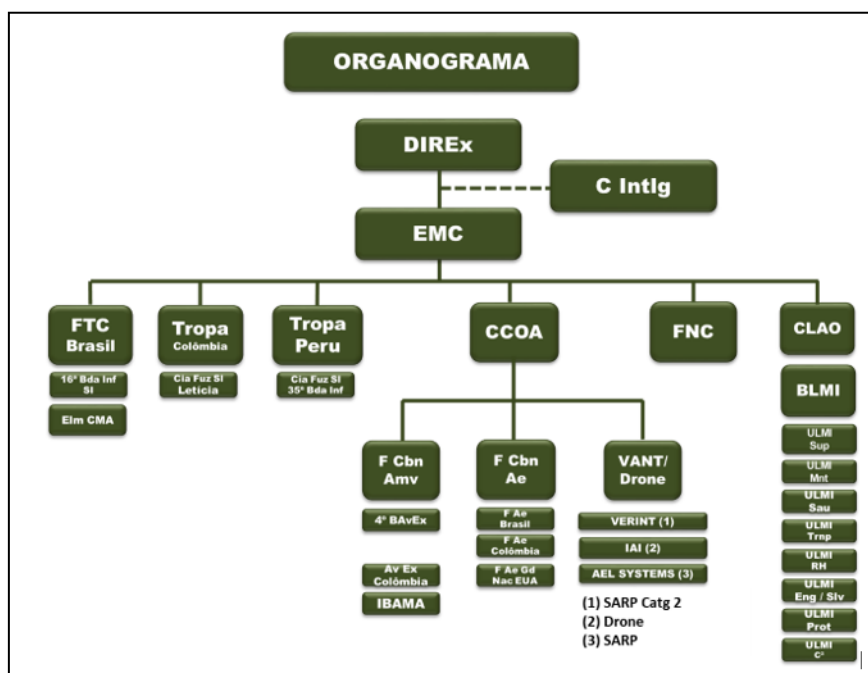 ORGANOGRAMA
DIREx
C Intlg
EMC
FTC
Brasil
Tropa
Colômbia
Tropa
Peru
CCOA
FNC
CLAO
16ª Bda Inf
SI
Cia Fuz SI
Letícia
Cia Fuz SI
35ª Bda Inf
BLMI
Elm CMA
F Cbn
Amv
F Cbn
Ae
VANT/
Drone
4º BAvEx
Av Ex
Colômbia
IBAMA
F Ae
Brasil
F Ae
Colômbia
F Ae Gd
Nac EUA
VERINT (1)
IAI (2)
AEL SYSTEMS (3)
(1) SARP Catg 2
(2) Drone
(3) SARP
ULMI
Sup
ULMI
Mnt
ULMI
Sau
ULMI
Trnp
ULMI
RH
ULMI
Eng / Slv
ULMI
Prot
ULMI
C²